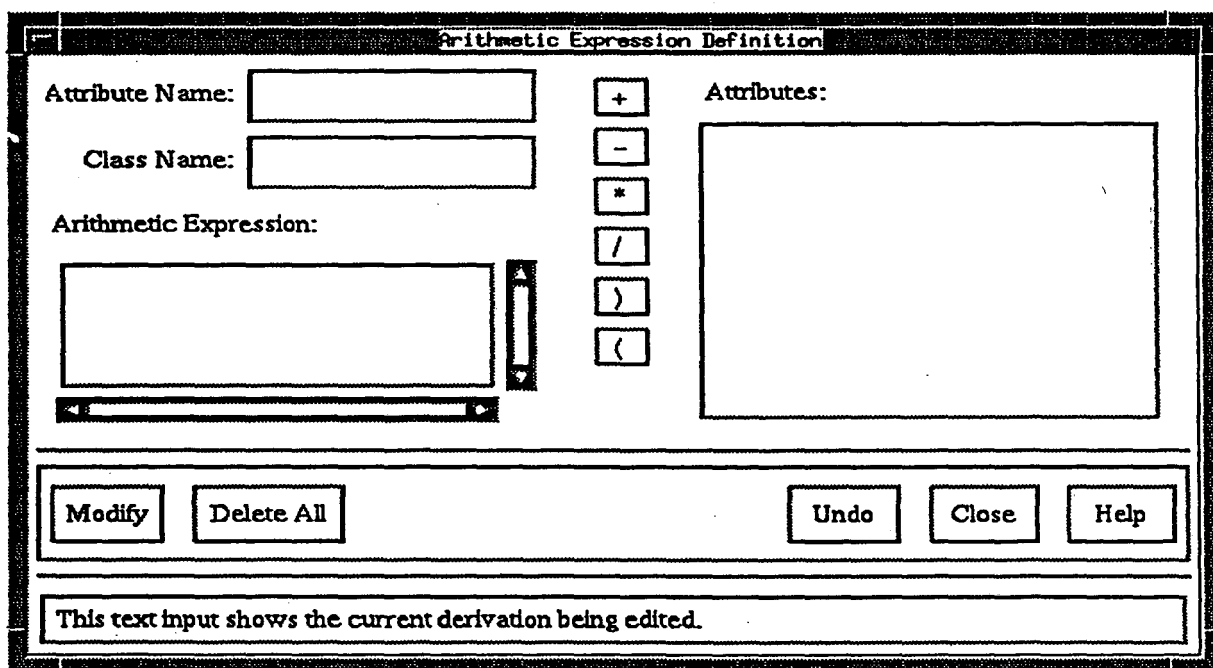 Arithmetic Expression Definition
Attribute Name:
Class Name:
Arithmetic Expression:
+
-
*
/
)
(
Attributes:
Modify
Delete All
Undo
Close
Help
This text input shows the current derivation being edited.